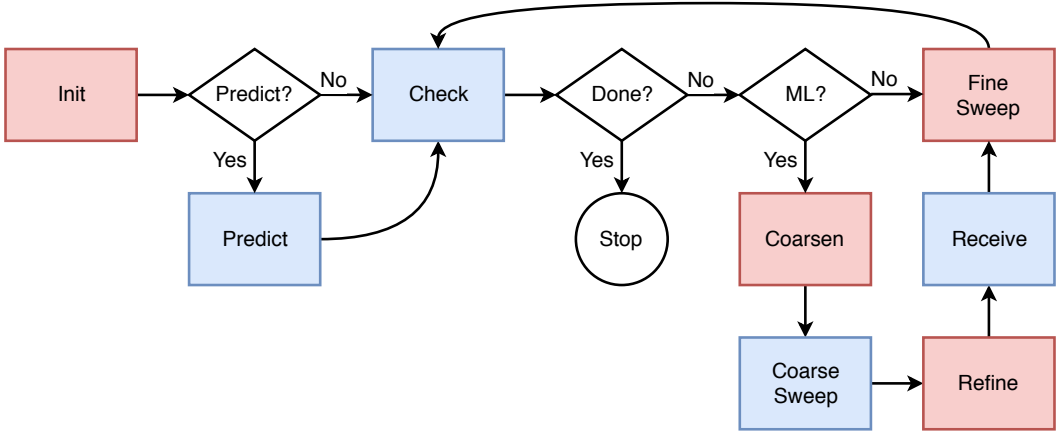 Init
Predict?
No
Check
Done?
No
ML?
No
Fine
Sweep
Yes
Yes
Yes
Predict
Stop
Coarsen
Receive
Coarse
Sweep
Refine